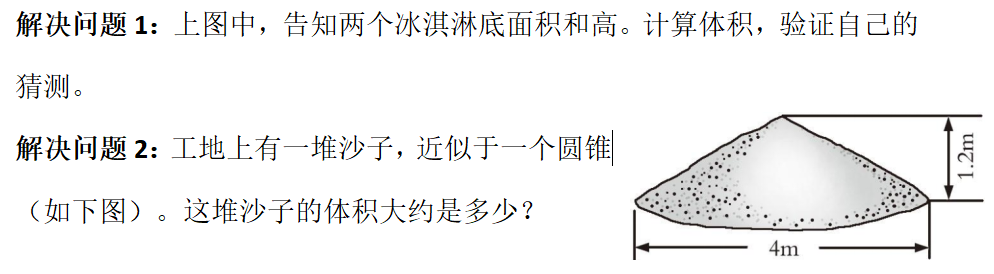 解决问题 1：上图中，告知两个冰淇淋底面积和高。计算体积，验证自己的
猜测。
解决问题 2：工地上有一堆沙子，近似于一个圆锥
（如下图）。这堆沙子的体积大约是多少？
1.2m
4m